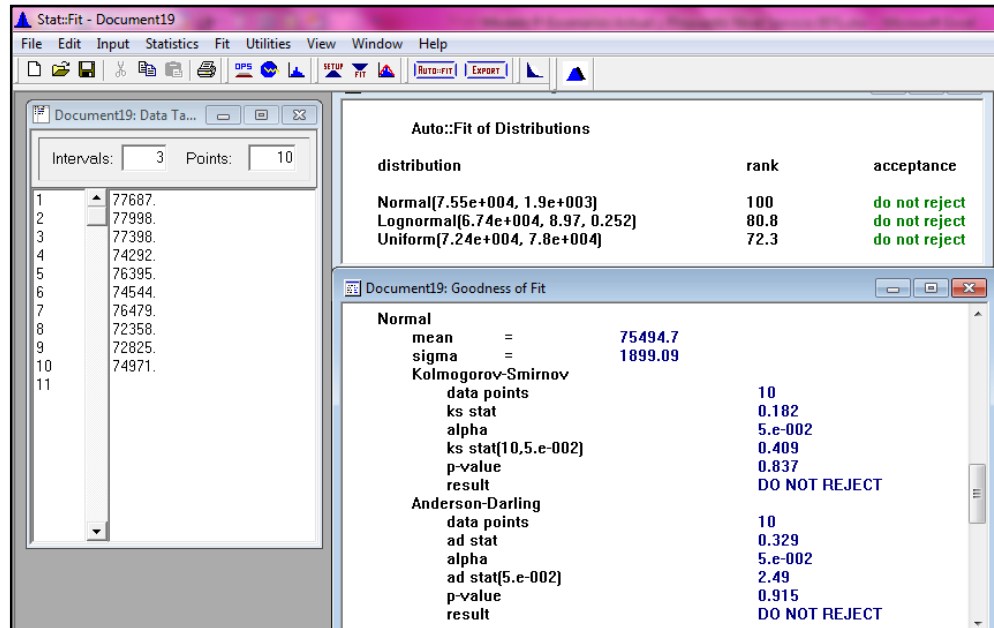 Stat::Fit - Document19
File Edit Input Statistics Fit Utilities View Window Help
DPS SETUP FIT AUTO::FIT EXPORT
Document19: Data Ta...
Intervals: 3 Points: 10
1 77687.
2 77998.
3 77398.
4 74292.
5 76395.
6 74544.
7 76479.
8 72358.
9 72825.
10 74971.
11
Auto::Fit of Distributions
distribution rank acceptance
Normal(7.55e+004, 1.9e+003) 100 do not reject
Lognormal(6.74e+004, 8.97, 0.252) 80.8 do not reject
Uniform(7.24e+004, 7.8e+004) 72.3 do not reject
Document19: Goodness of Fit
Normal
mean = 75494.7
sigma = 1899.09
Kolmogorov-Smirnov
data points 10
ks stat 0.182
alpha 5.e-002
ks stat(10,5.e-002) 0.409
p-value 0.837
result DO NOT REJECT
Anderson-Darling
data points 10
ad stat 0.329
alpha 5.e-002
ad stat(5.e-002) 2.49
p-value 0.915
result DO NOT REJECT